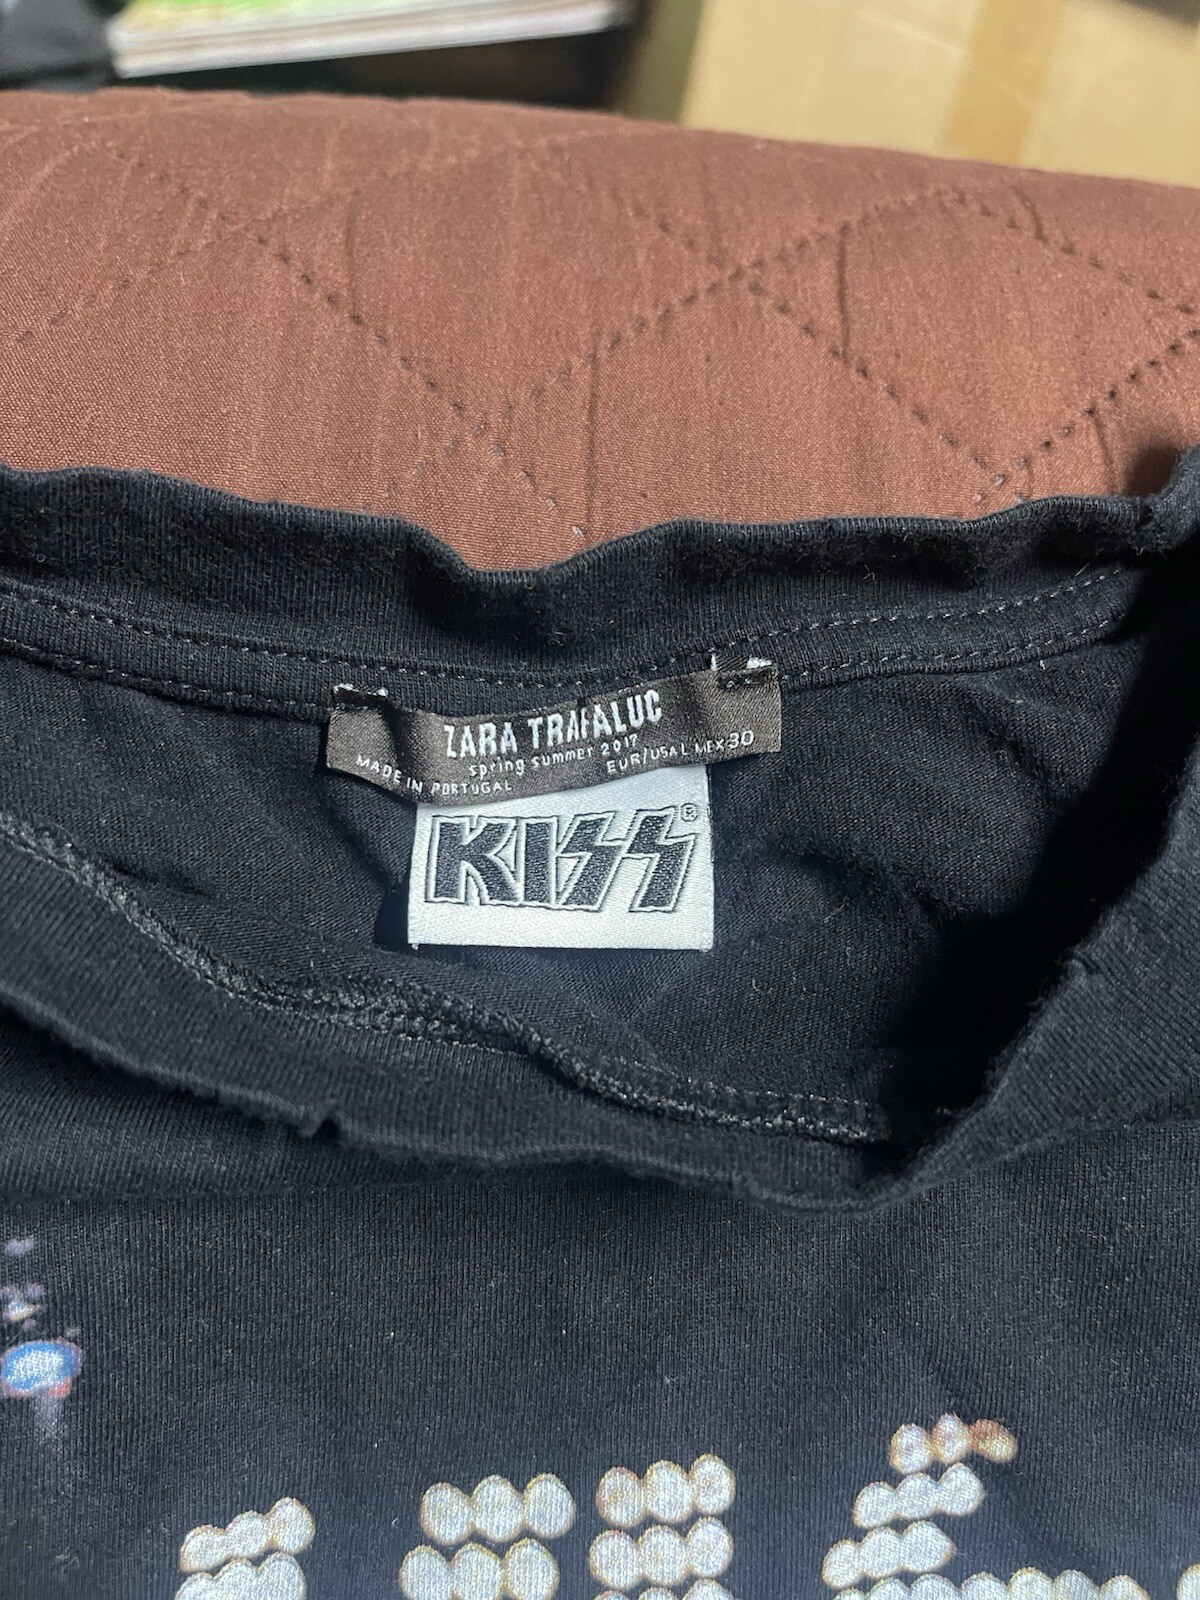 ZARA TRAFALUC
spring summer 2017
MADE IN PORTUGAL
EUR/USA L MEX 30
KISS®